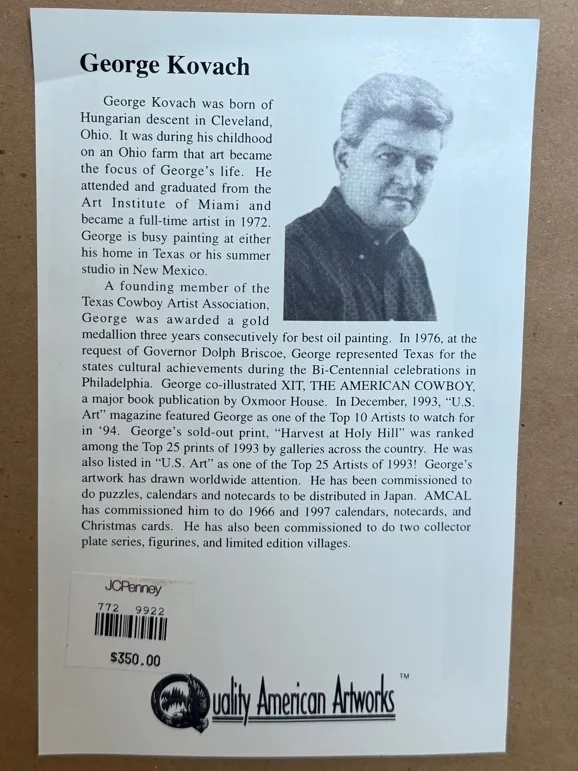 George Kovach
George Kovach was born of
Hungarian descent in Cleveland,
Ohio. It was during his childhood
on an Ohio farm that art became
the focus of George's life. He
attended and graduated from the
Art Institute of Miami and
became a full-time artist in 1972.
George is busy painting at either
his home in Texas or his summer
studio in New Mexico.
A founding member of the
Texas Cowboy Artist Association,
George was awarded a gold
medallion three years consecutively for best oil painting. In 1976, at the
request of Governor Dolph Briscoe, George represented Texas for the
states cultural achievements during the Bi-Centennial celebrations in
Philadelphia. George co-illustrated XIT, THE AMERICAN COWBOY,
a major book publication by Oxmoor House. In December, 1993, “U.S.
Art” magazine featured George as one of the Top 10 Artists to watch for
in ‘94. George's sold-out print, “Harvest at Holy Hill” was ranked
among the Top 25 prints of 1993 by galleries across the country. He was
also listed in “U.S. Art” as one of the Top 25 Artists of 1993! George's
artwork has drawn worldwide attention. He has been commissioned to
do puzzles, calendars and notecards to be distributed in Japan. AMCAL
has commissioned him to do 1966 and 1997 calendars, notecards, and
Christmas cards. He has also been commissioned to do two collector
plate series, figurines, and limited edition villages.
JCPenney
772 9922
$350.00
Quality American Artworks ™